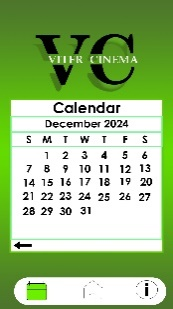 VC
VITER CINEMA
Calendar
December 2024
S M T W T F S
1 2 3 4 5 6
7 8 9 10 11 12 13
14 15 16 17 18 19 20
21 22 23 24 25 26 27
28 29 30 31